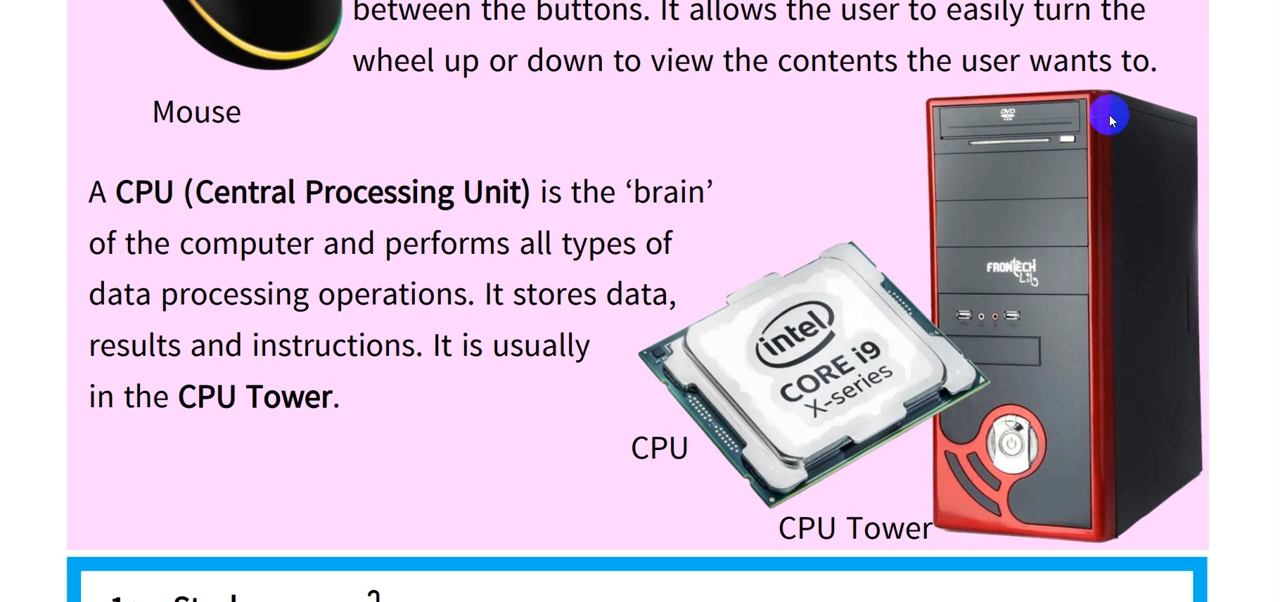 between the buttons. It allows the user to easily turn the
wheel up or down to view the contents the user wants to.
Mouse
A CPU (Central Processing Unit) is the ‘brain’
of the computer and performs all types of
data processing operations. It stores data,
results and instructions. It is usually
in the CPU Tower.
DVD
FRONTECH
Lily
intel
CORE i9
X-series
CPU
CPU Tower